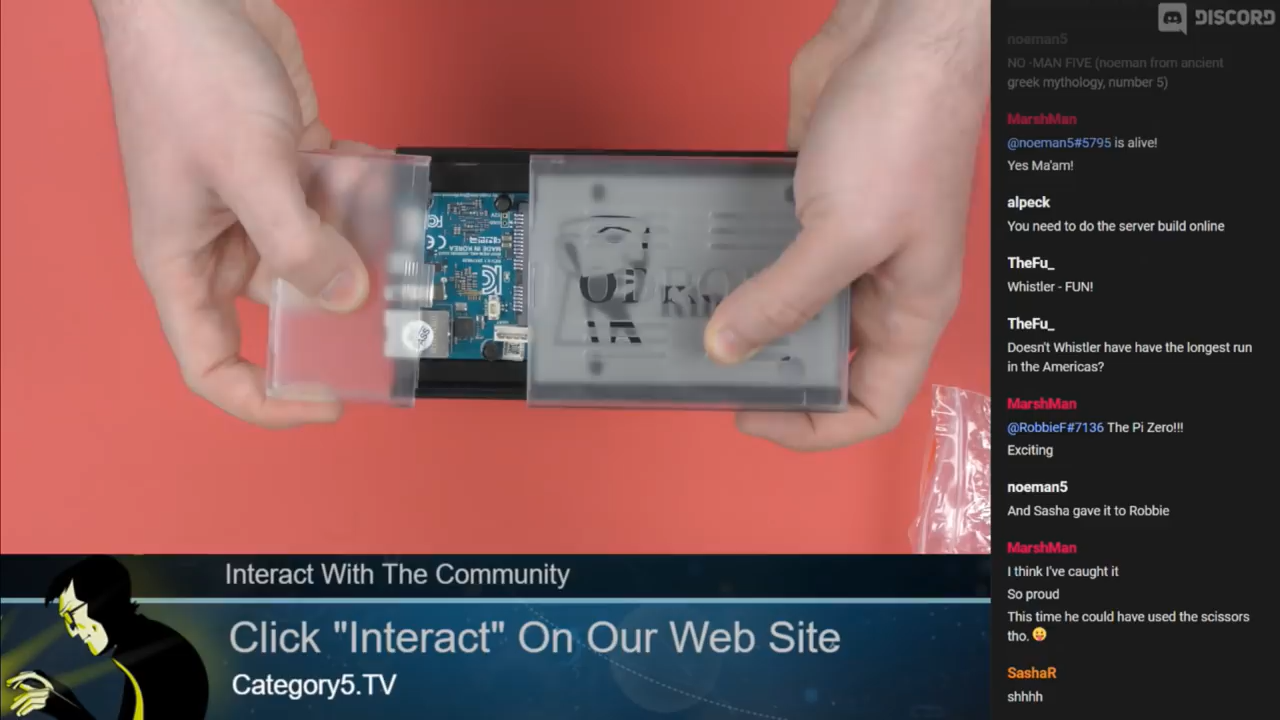 DISCORD
noeman5
NO -MAN FIVE (noeman from ancient
greek mythology, number 5)
MarshMan
@noeman5#5795 is alive!
Yes Ma'am!
alpeck
You need to do the server build online
TheFu_
Whistler - FUN!
TheFu_
Doesn't Whistler have have the longest run
in the Americas?
MarshMan
@RobbieF#7136 The Pi Zero!!!
Exciting
noeman5
And Sasha gave it to Robbie
MarshMan
I think I've caught it
So proud
This time he could have used the scissors
tho. 😛
SashaR
shhhh
MADE IN KOREA
Interact With The Community
Click "Interact" On Our Web Site
Category5.TV